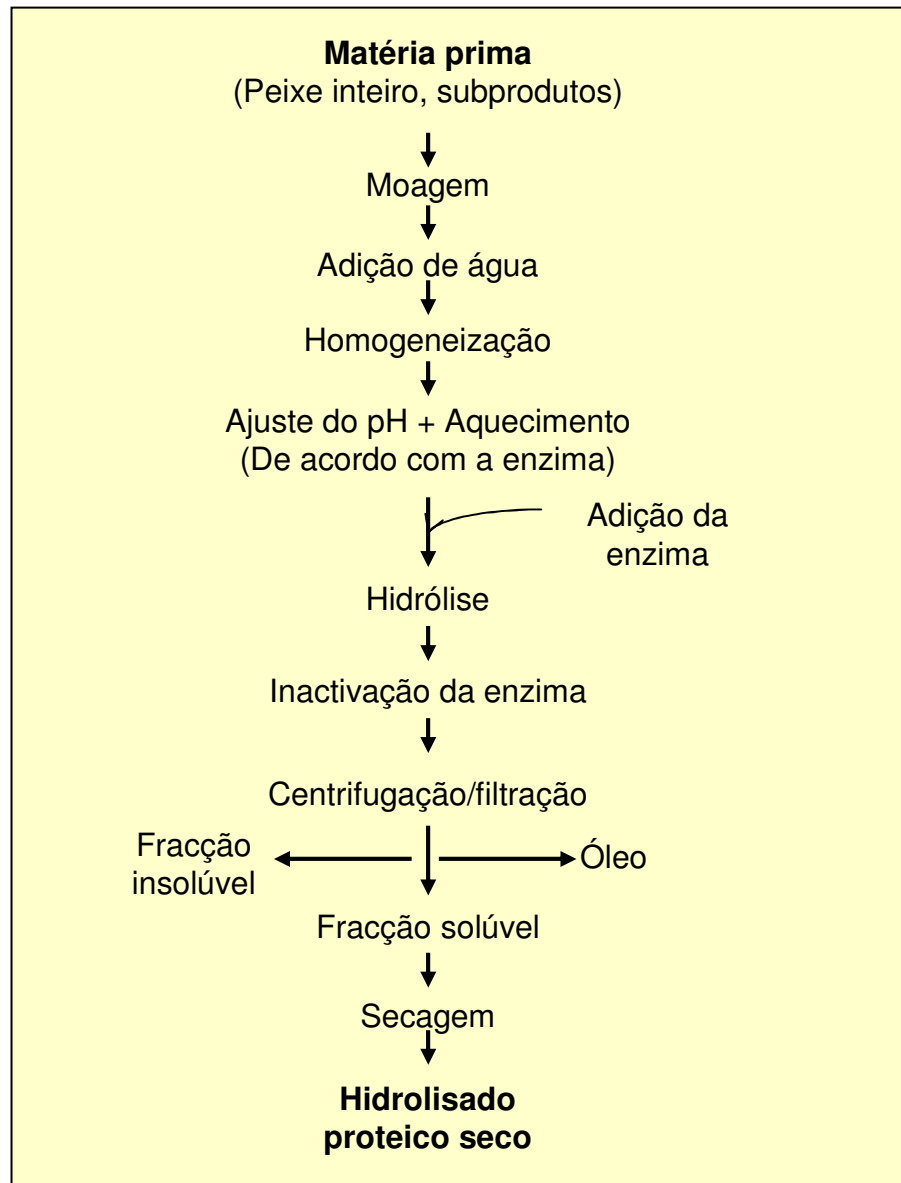 Matéria prima
(Peixe inteiro, subprodutos)
Moagem
Adição de água
Homogeneização
Ajuste do pH + Aquecimento
(De acordo com a enzima)
Adição da
enzima
Hidrólise
Inactivação da enzima
Centrifugação/filtração
Fracção
insolúvel
Óleo
Fracção solúvel
Secagem
Hidrolisado
proteico seco